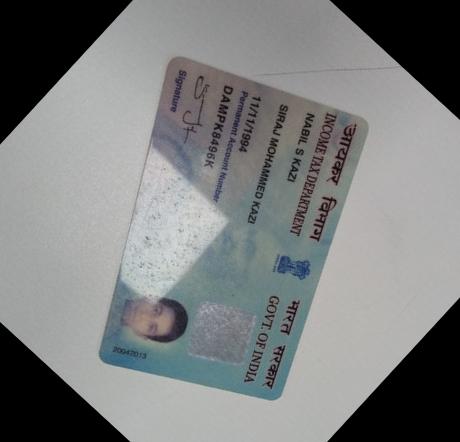 आयकर विभाग
INCOME TAX DEPARTMENT
भारत सरकार
GOVT. OF INDIA
NABIL S KAZI
SIRAJ MOHAMMED KAZI
11/11/1994
Permanent Account Number
DAMPK8496K
Signature
20042013